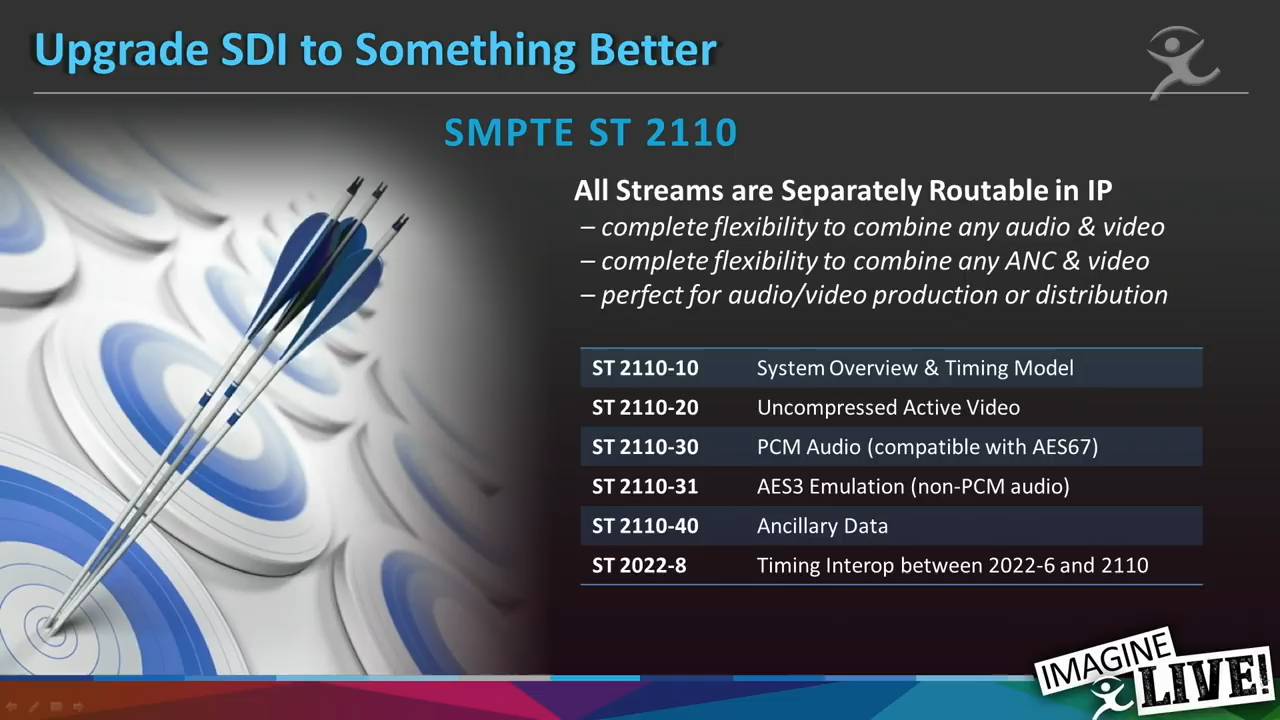 Upgrade SDI to Something Better
SMPTE ST 2110
All Streams are Separately Routable in IP
– complete flexibility to combine any audio & video
– complete flexibility to combine any ANC & video
– perfect for audio/video production or distribution
ST 2110-10 System Overview & Timing Model
ST 2110-20 Uncompressed Active Video
ST 2110-30 PCM Audio (compatible with AES67)
ST 2110-31 AES3 Emulation (non-PCM audio)
ST 2110-40 Ancillary Data
ST 2022-8 Timing Interop between 2022-6 and 2110
IMAGINE
LIVE!